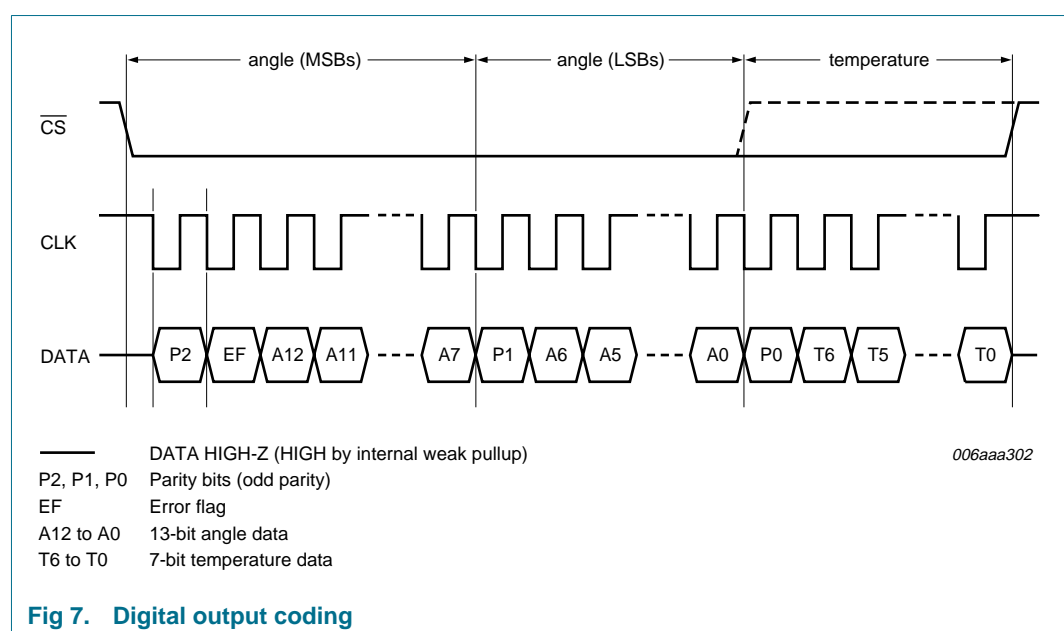 angle (MSBs) angle (LSBs) temperature
CS
CLK
DATA P2 EF A12 A11 A7 P1 A6 A5 A0 P0 T6 T5 T0
DATA HIGH-Z (HIGH by internal weak pullup) 006aaa302
P2, P1, P0 Parity bits (odd parity)
EF Error flag
A12 to A0 13-bit angle data
T6 to T0 7-bit temperature data
Fig 7. Digital output coding